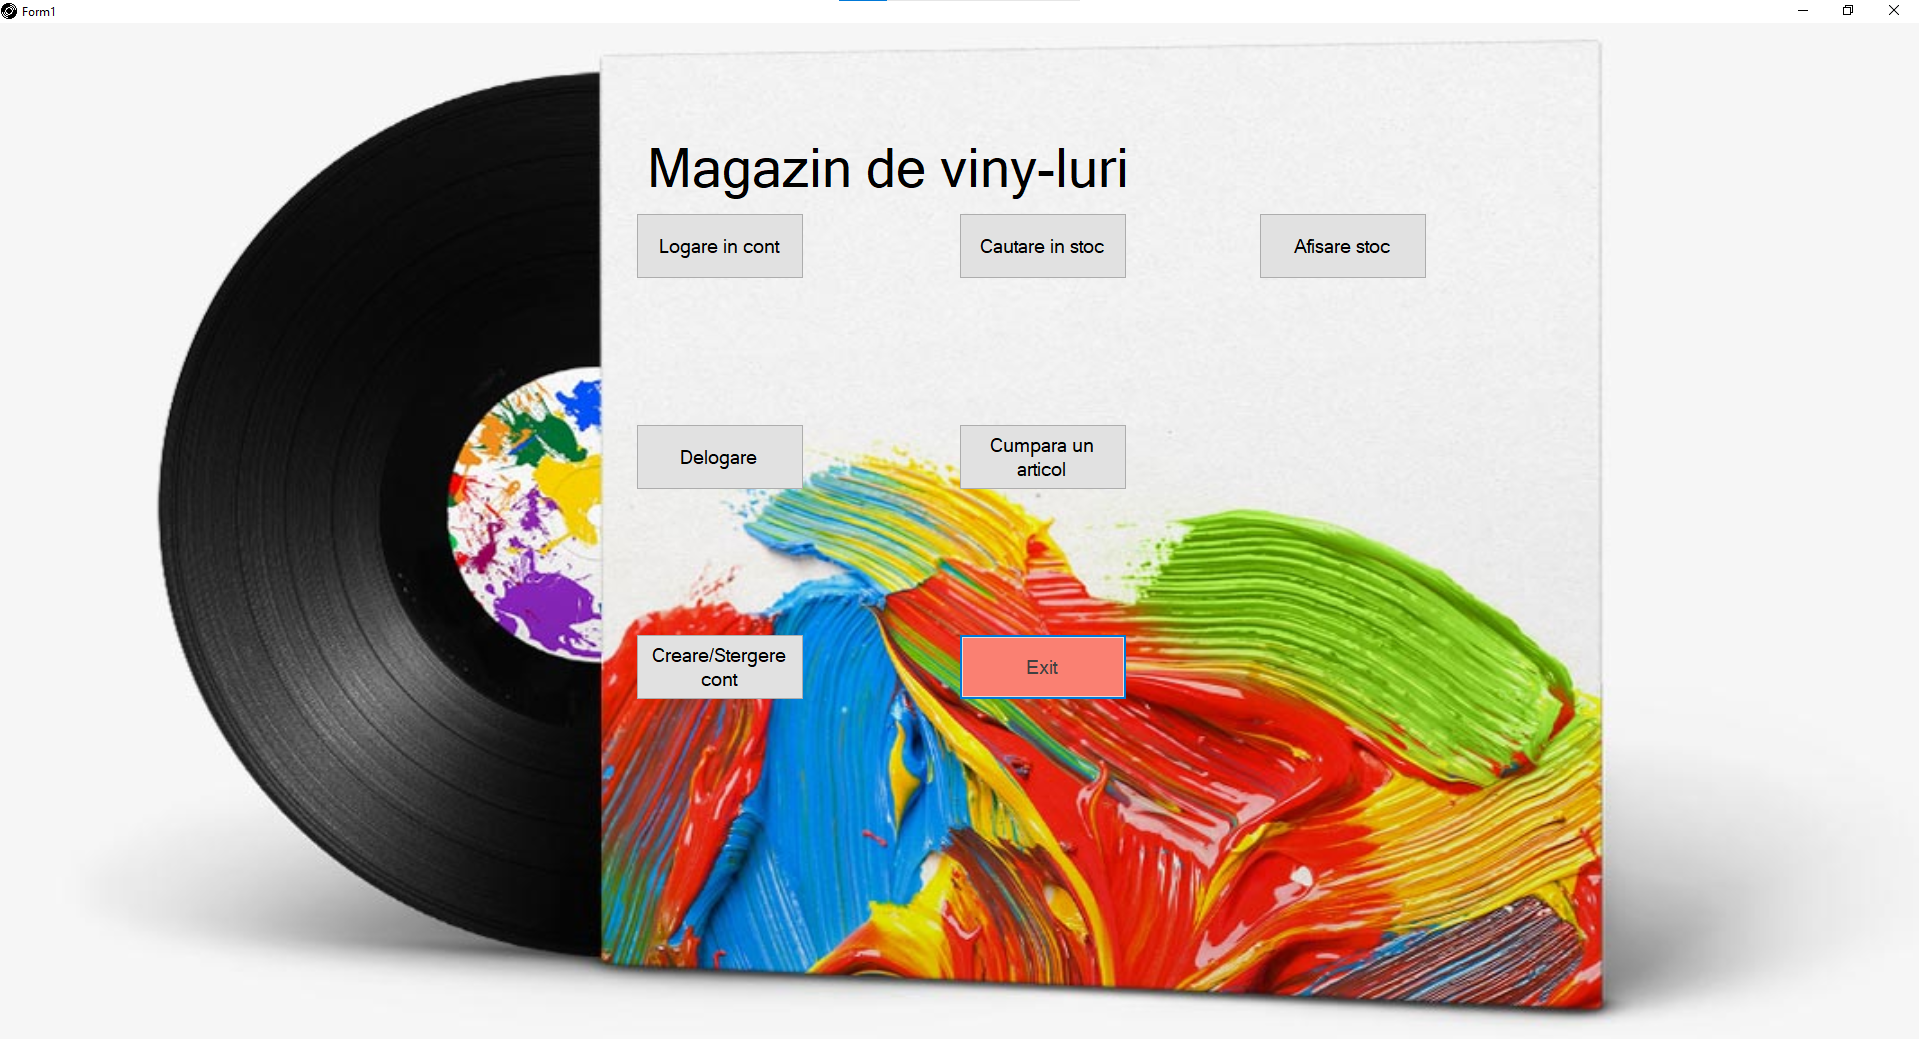 Form1
Magazin de viny-luri
Logare in cont
Cautare in stoc
Afisare stoc
Delogare
Cumpara un
articol
Creare/Stergere
cont
Exit